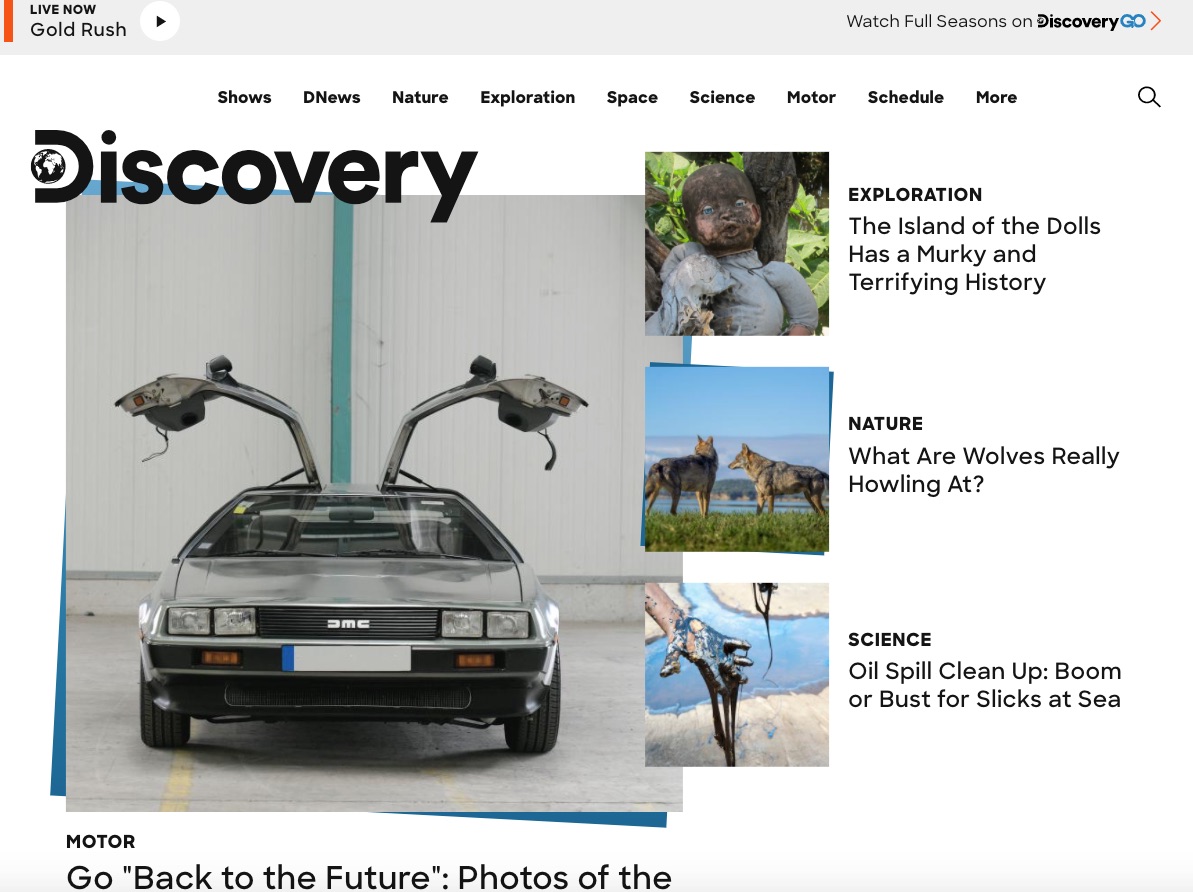 LIVE NOW
Gold Rush
Watch Full Seasons on Discovery GO
Shows DNews Nature Exploration Space Science Motor Schedule More
Discovery
EXPLORATION
The Island of the Dolls
Has a Murky and
Terrifying History
NATURE
What Are Wolves Really
Howling At?
DMC
SCIENCE
Oil Spill Clean Up: Boom
or Bust for Slicks at Sea
MOTOR
Go "Back to the Future": Photos of the